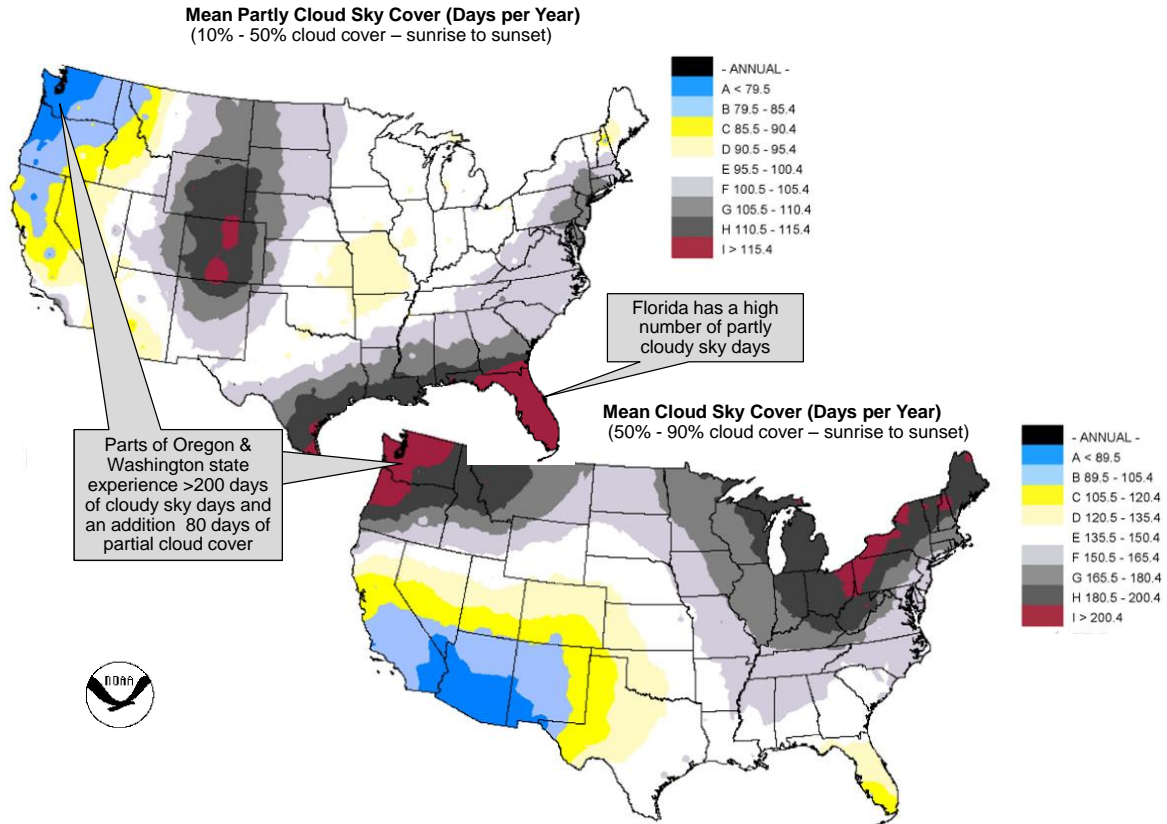 Mean Partly Cloud Sky Cover (Days per Year)
(10% - 50% cloud cover – sunrise to sunset)
- ANNUAL -
A < 79.5
B 79.5 - 85.4
C 85.5 - 90.4
D 90.5 - 95.4
E 95.5 - 100.4
F 100.5 - 105.4
G 105.5 - 110.4
H 110.5 - 115.4
I > 115.4
Florida has a high
number of partly
cloudy sky days
Mean Cloud Sky Cover (Days per Year)
(50% - 90% cloud cover – sunrise to sunset)
Parts of Oregon &
Washington state
experience >200 days
of cloudy sky days and
an addition 80 days of
partial cloud cover
- ANNUAL -
A < 89.5
B 89.5 - 105.4
C 105.5 - 120.4
D 120.5 - 135.4
E 135.5 - 150.4
F 150.5 - 165.4
G 165.5 - 180.4
H 180.5 - 200.4
I > 200.4
NOAA